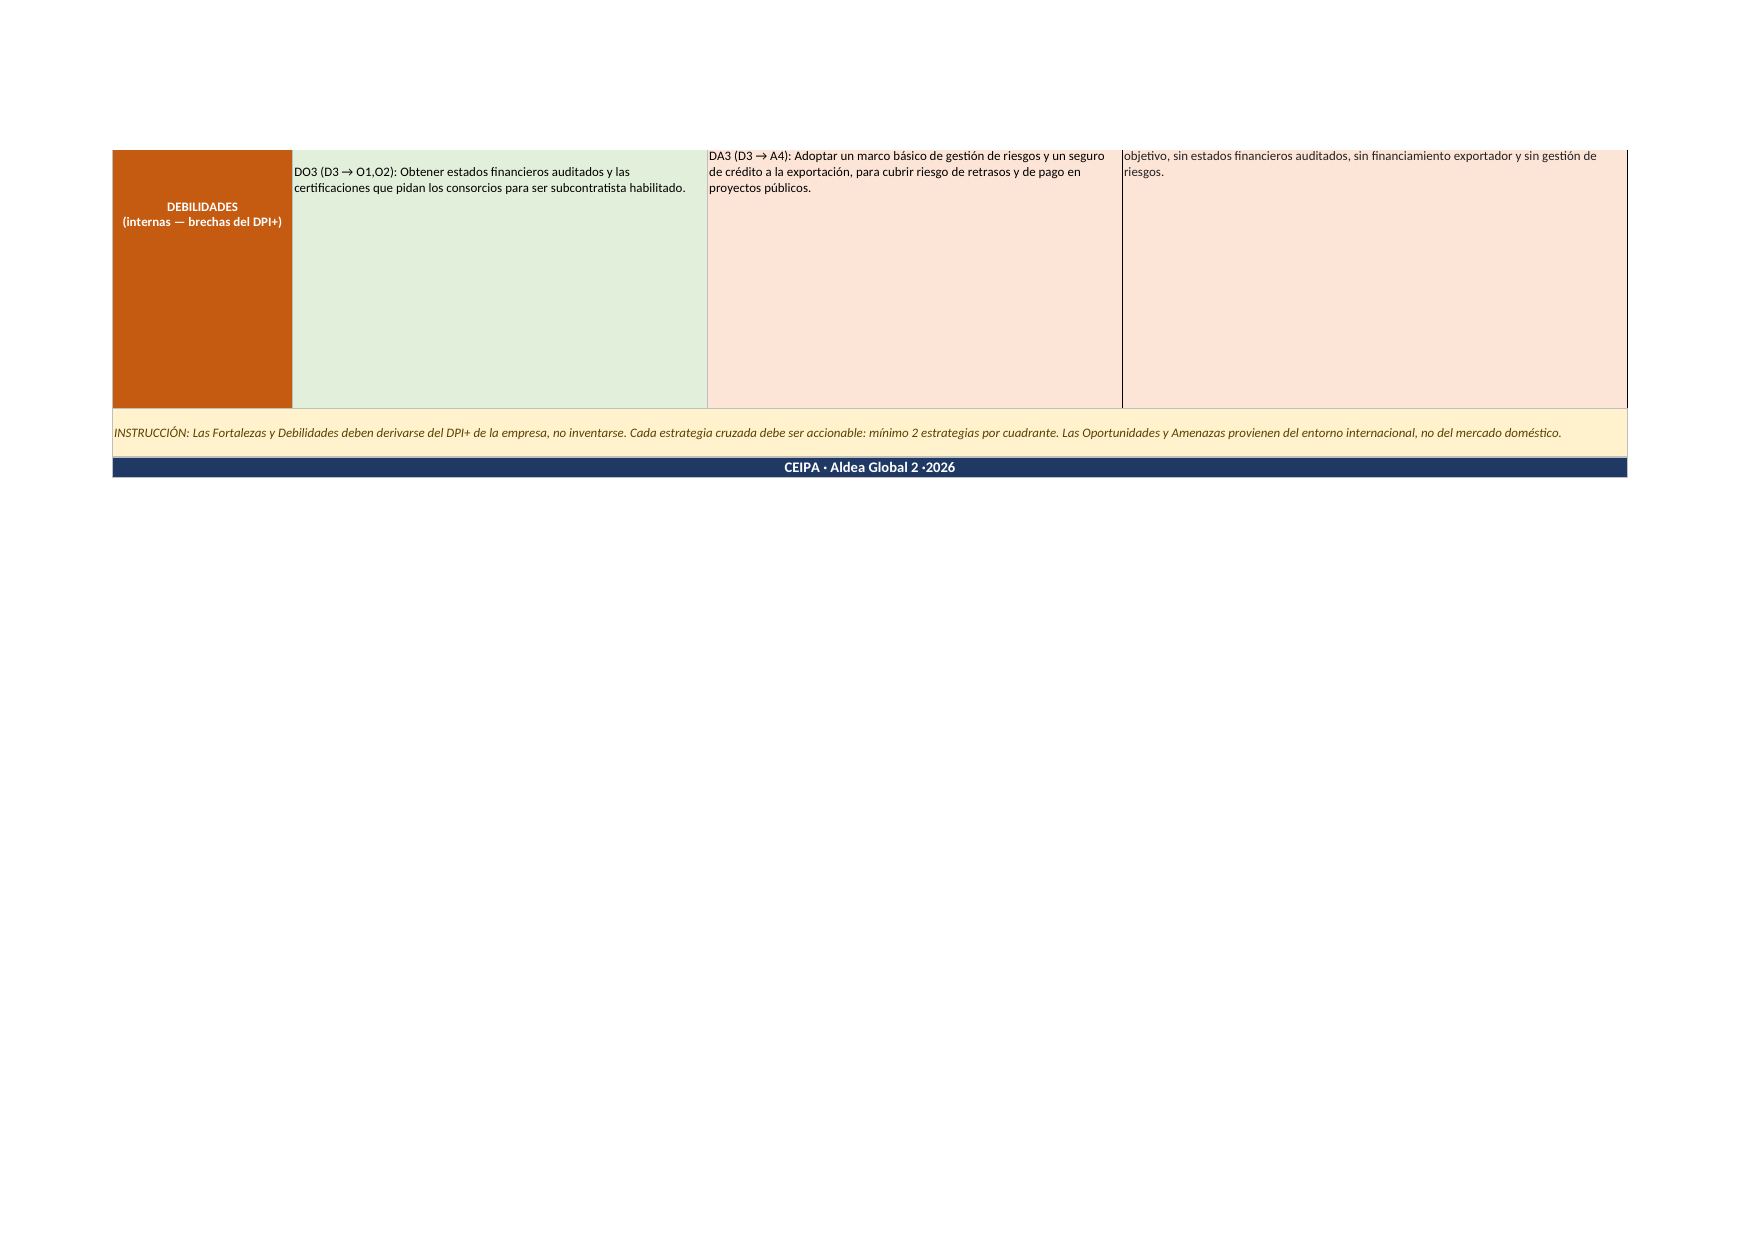 DEBILIDADES
(internas — brechas del DPI+)
DO3 (D3 → O1,O2): Obtener estados financieros auditados y las
certificaciones que pidan los consorcios para ser subcontratista habilitado.
DA3 (D3 → A4): Adoptar un marco básico de gestión de riesgos y un seguro
de crédito a la exportación, para cubrir riesgo de retrasos y de pago en
proyectos públicos.
objetivo, sin estados financieros auditados, sin financiamiento exportador y sin gestión de
riesgos.
INSTRUCCIÓN: Las Fortalezas y Debilidades deben derivarse del DPI+ de la empresa, no inventarse. Cada estrategia cruzada debe ser accionable: mínimo 2 estrategias por cuadrante. Las Oportunidades y Amenazas provienen del entorno internacional, no del mercado doméstico.
CEIPA · Aldea Global 2 ·2026